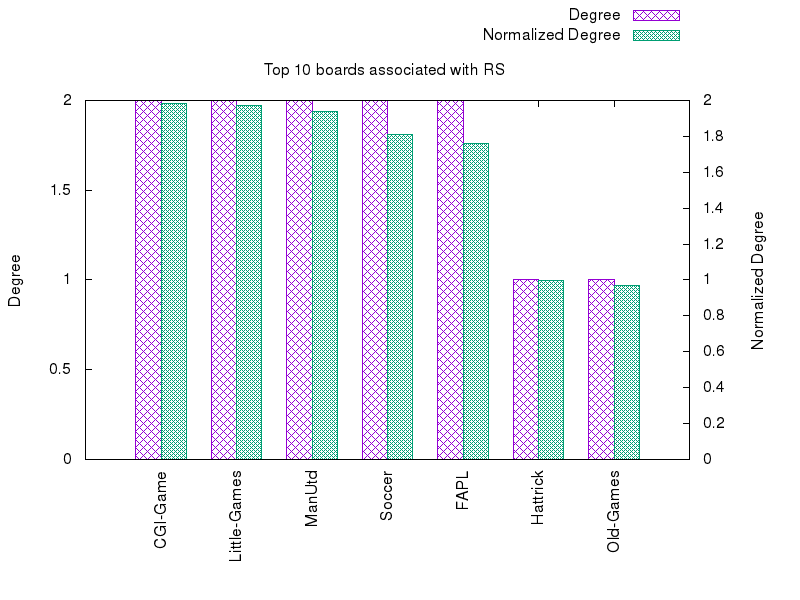 Degree
Normalized Degree
Top 10 boards associated with RS
2
1.5
1
0.5
0
Degree
2
1.8
1.6
1.4
1.2
1
0.8
0.6
0.4
0.2
0
Normalized Degree
CGI-Game
Little-Games
ManUtd
Soccer
FAPL
Hattrick
Old-Games